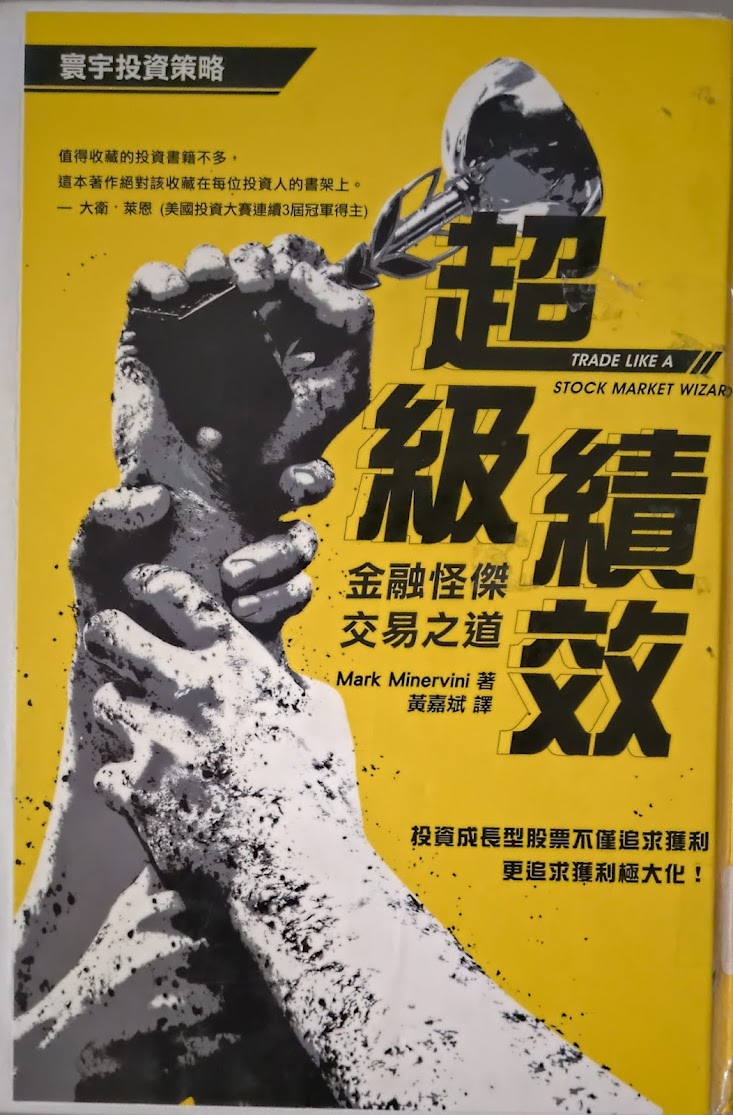 寰宇投資策略
值得收藏的投資書籍不多，
這本著作絕對該收藏在每位投資人的書架上。
— 大衛‧萊恩 (美國投資大賽連續3屆冠軍得主)
超級績效
TRADE LIKE A
STOCK MARKET WIZARD
金融怪傑
交易之道
Mark Minervini 著
黃嘉斌 譯
投資成長型股票不僅追求獲利
更追求獲利極大化！